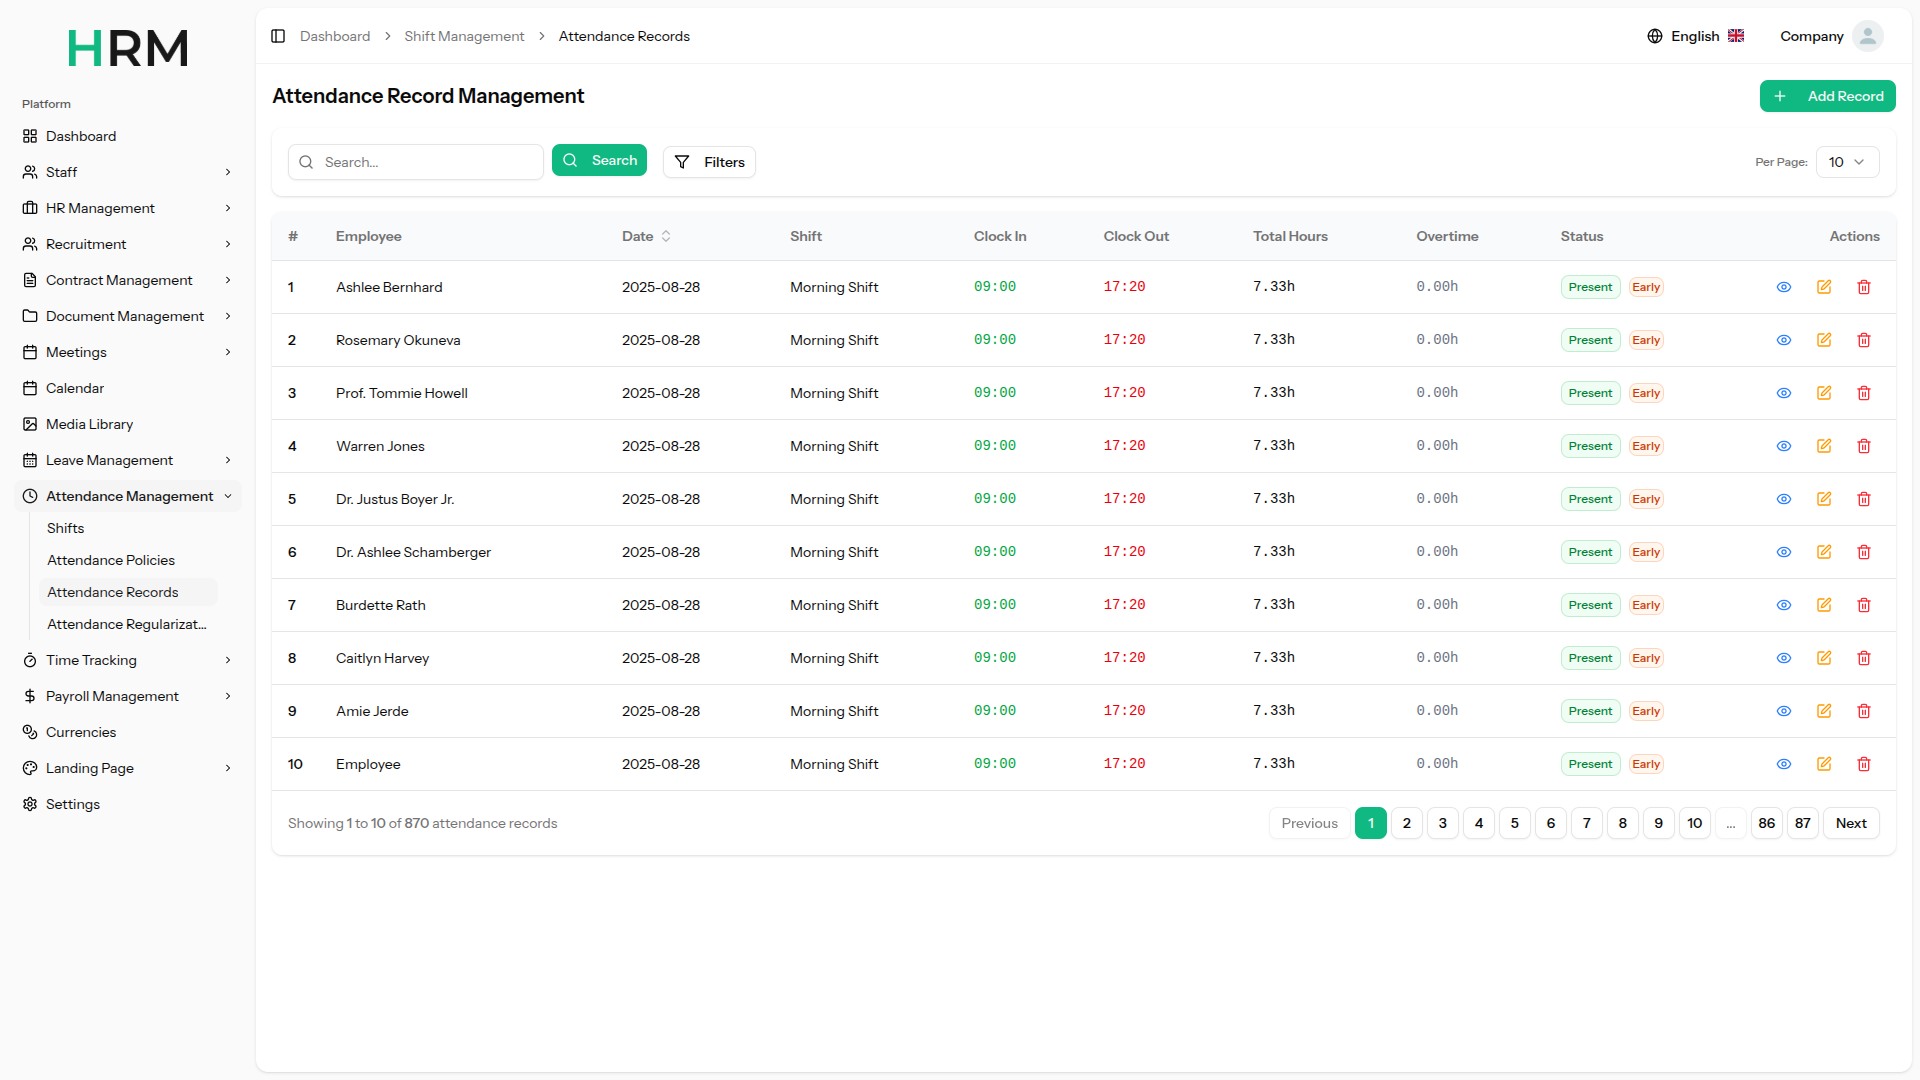 HRM
Platform
Dashboard
Staff
HR Management
Recruitment
Contract Management
Document Management
Meetings
Calendar
Media Library
Leave Management
Attendance Management
Shifts
Attendance Policies
Attendance Records
Attendance Regularizat...
Time Tracking
Payroll Management
Currencies
Landing Page
Settings
Dashboard > Shift Management > Attendance Records
English
Company
Attendance Record Management
+ Add Record
Search...
Search
Filters
Per Page: 10
# Employee Date Shift Clock In Clock Out Total Hours Overtime Status Actions
1 Ashlee Bernhard 2025-08-28 Morning Shift 09:00 17:20 7.33h 0.00h Present Early
2 Rosemary Okuneva 2025-08-28 Morning Shift 09:00 17:20 7.33h 0.00h Present Early
3 Prof. Tommie Howell 2025-08-28 Morning Shift 09:00 17:20 7.33h 0.00h Present Early
4 Warren Jones 2025-08-28 Morning Shift 09:00 17:20 7.33h 0.00h Present Early
5 Dr. Justus Boyer Jr. 2025-08-28 Morning Shift 09:00 17:20 7.33h 0.00h Present Early
6 Dr. Ashlee Schamberger 2025-08-28 Morning Shift 09:00 17:20 7.33h 0.00h Present Early
7 Burdette Rath 2025-08-28 Morning Shift 09:00 17:20 7.33h 0.00h Present Early
8 Caitlyn Harvey 2025-08-28 Morning Shift 09:00 17:20 7.33h 0.00h Present Early
9 Amie Jerde 2025-08-28 Morning Shift 09:00 17:20 7.33h 0.00h Present Early
10 Employee 2025-08-28 Morning Shift 09:00 17:20 7.33h 0.00h Present Early
Showing 1 to 10 of 870 attendance records
Previous 1 2 3 4 5 6 7 8 9 10 ... 86 87 Next